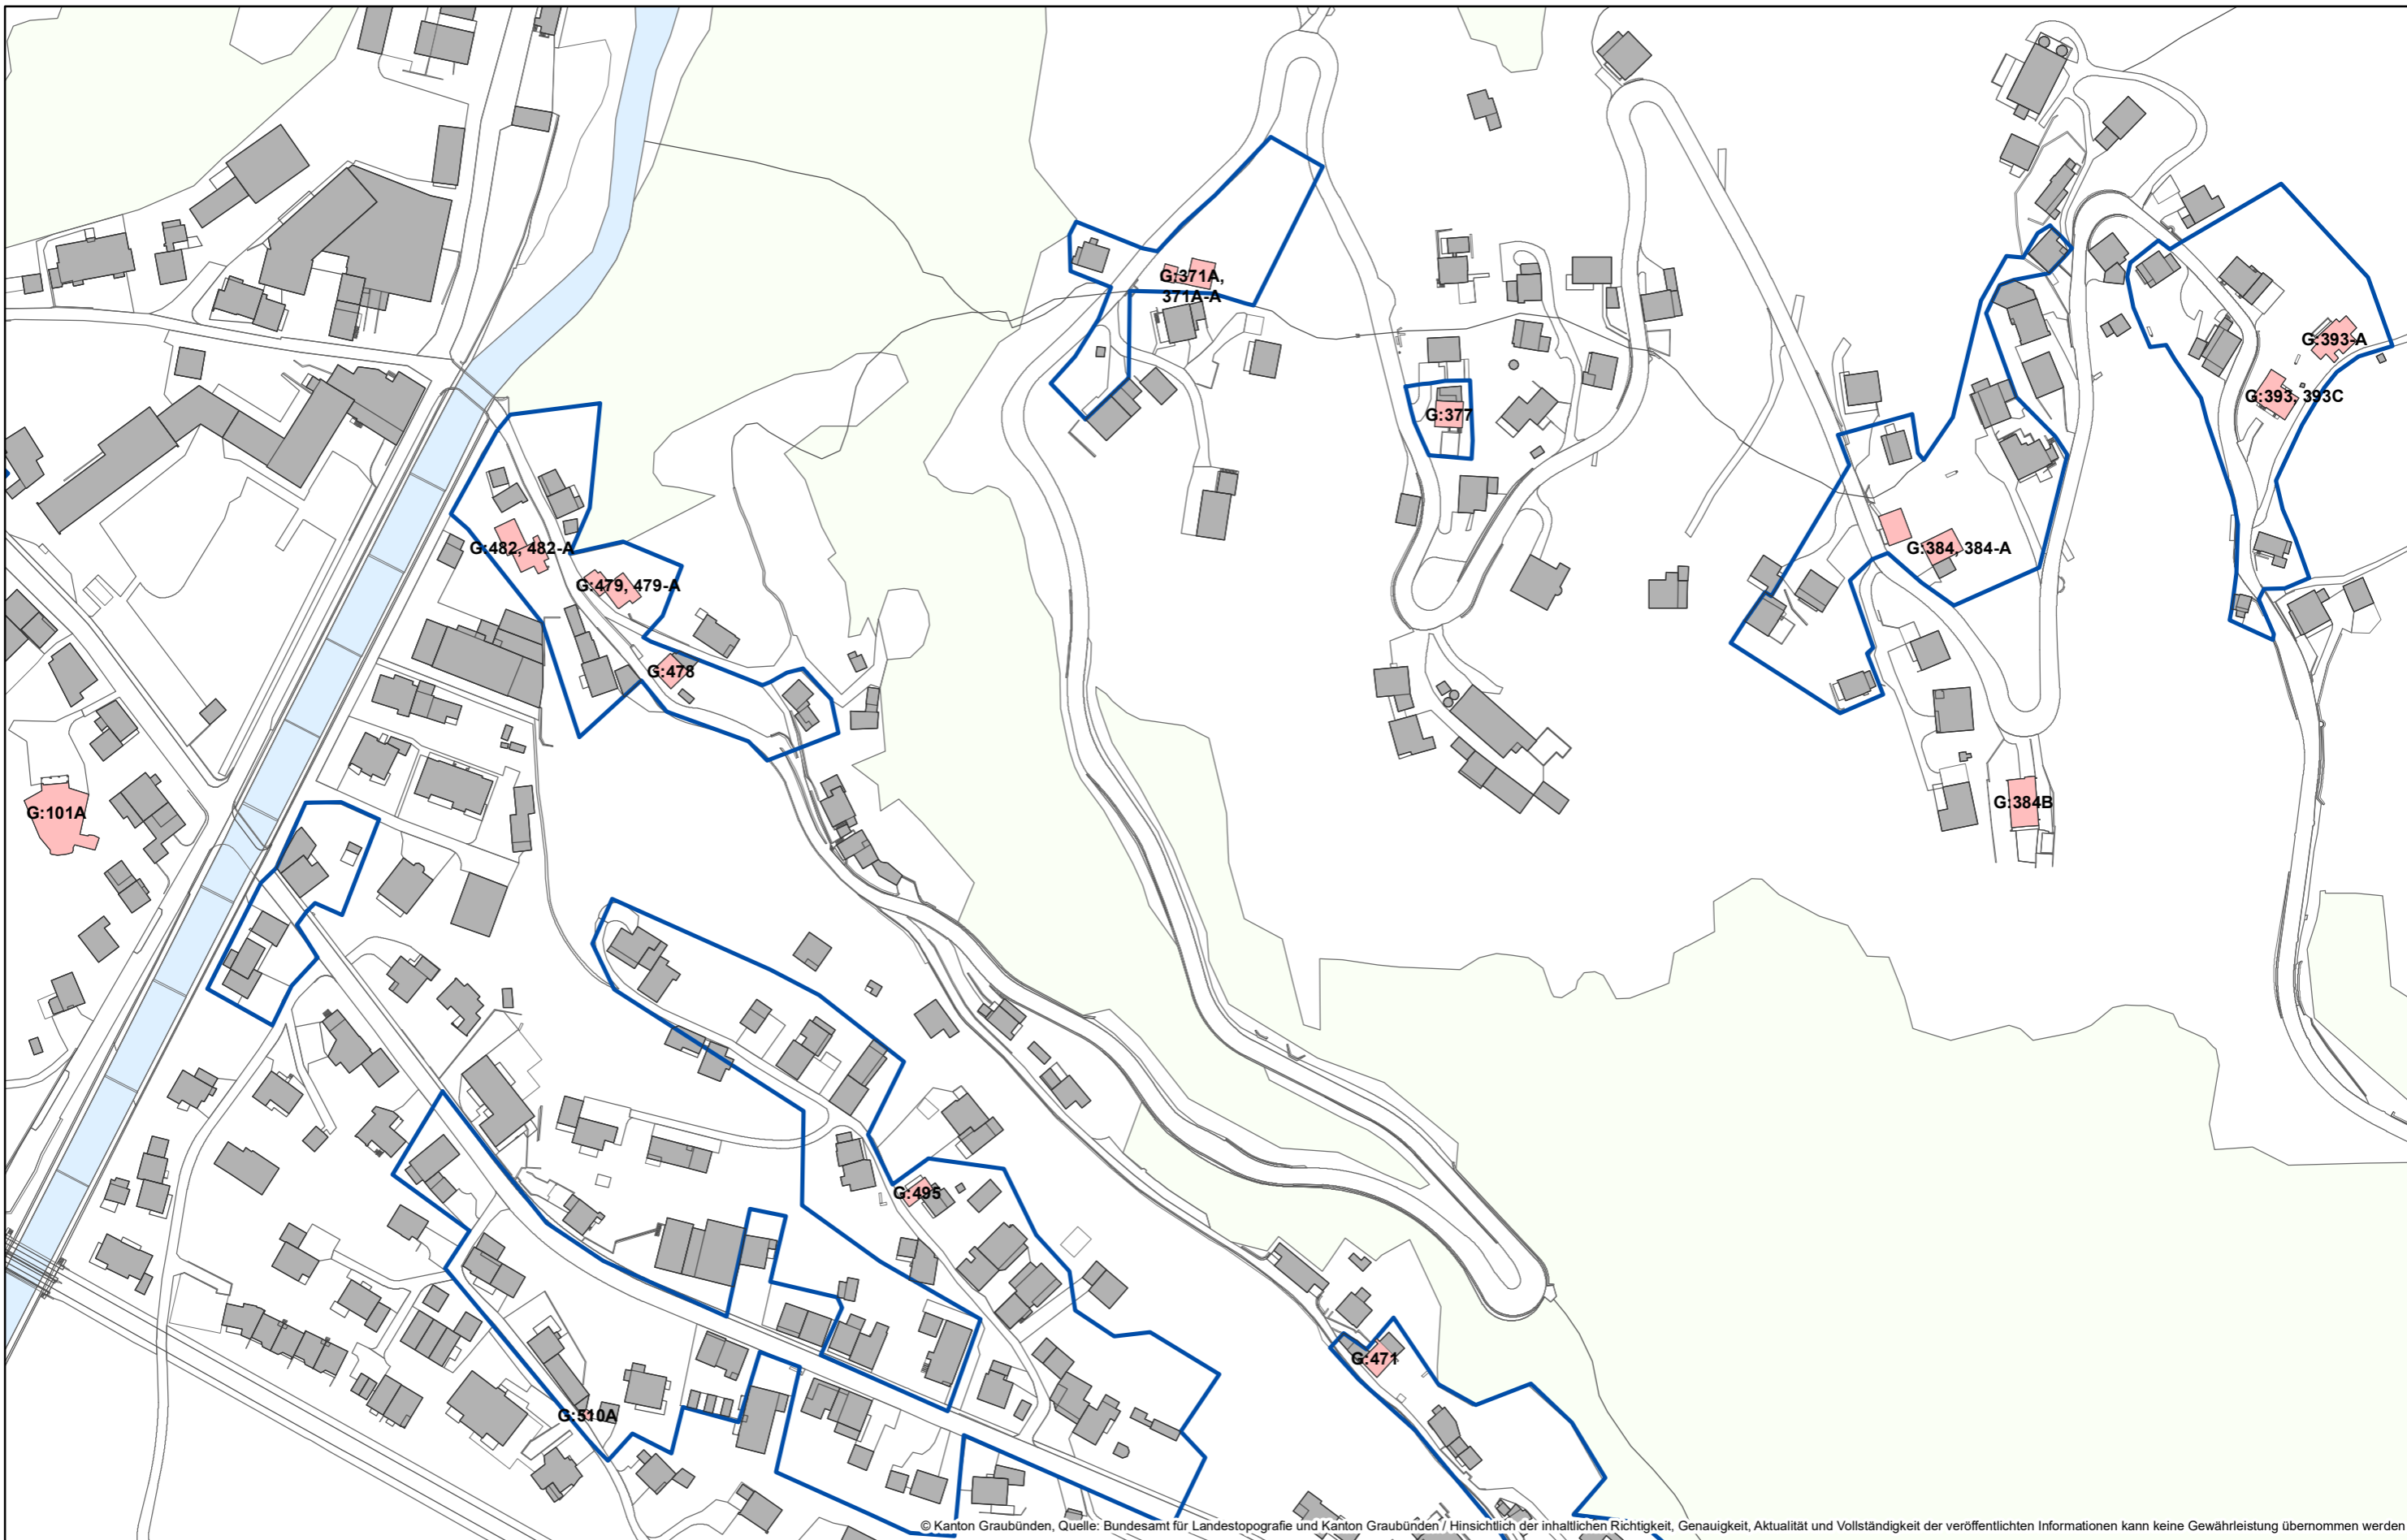 G:371A,
371A-A
G:393-A
G:393, 393C
G:377
G:482, 482-A
G:384, 384-A
G:479, 479-A
G:478
G:384B
G:101A
G:495
G:471
G:510A
© Kanton Graubünden, Quelle: Bundesamt für Landestopografie und Kanton Graubünden / Hinsichtlich der inhaltlichen Richtigkeit, Genauigkeit, Aktualität und Vollständigkeit der veröffentlichten Informationen kann keine Gewährleistung übernommen werden